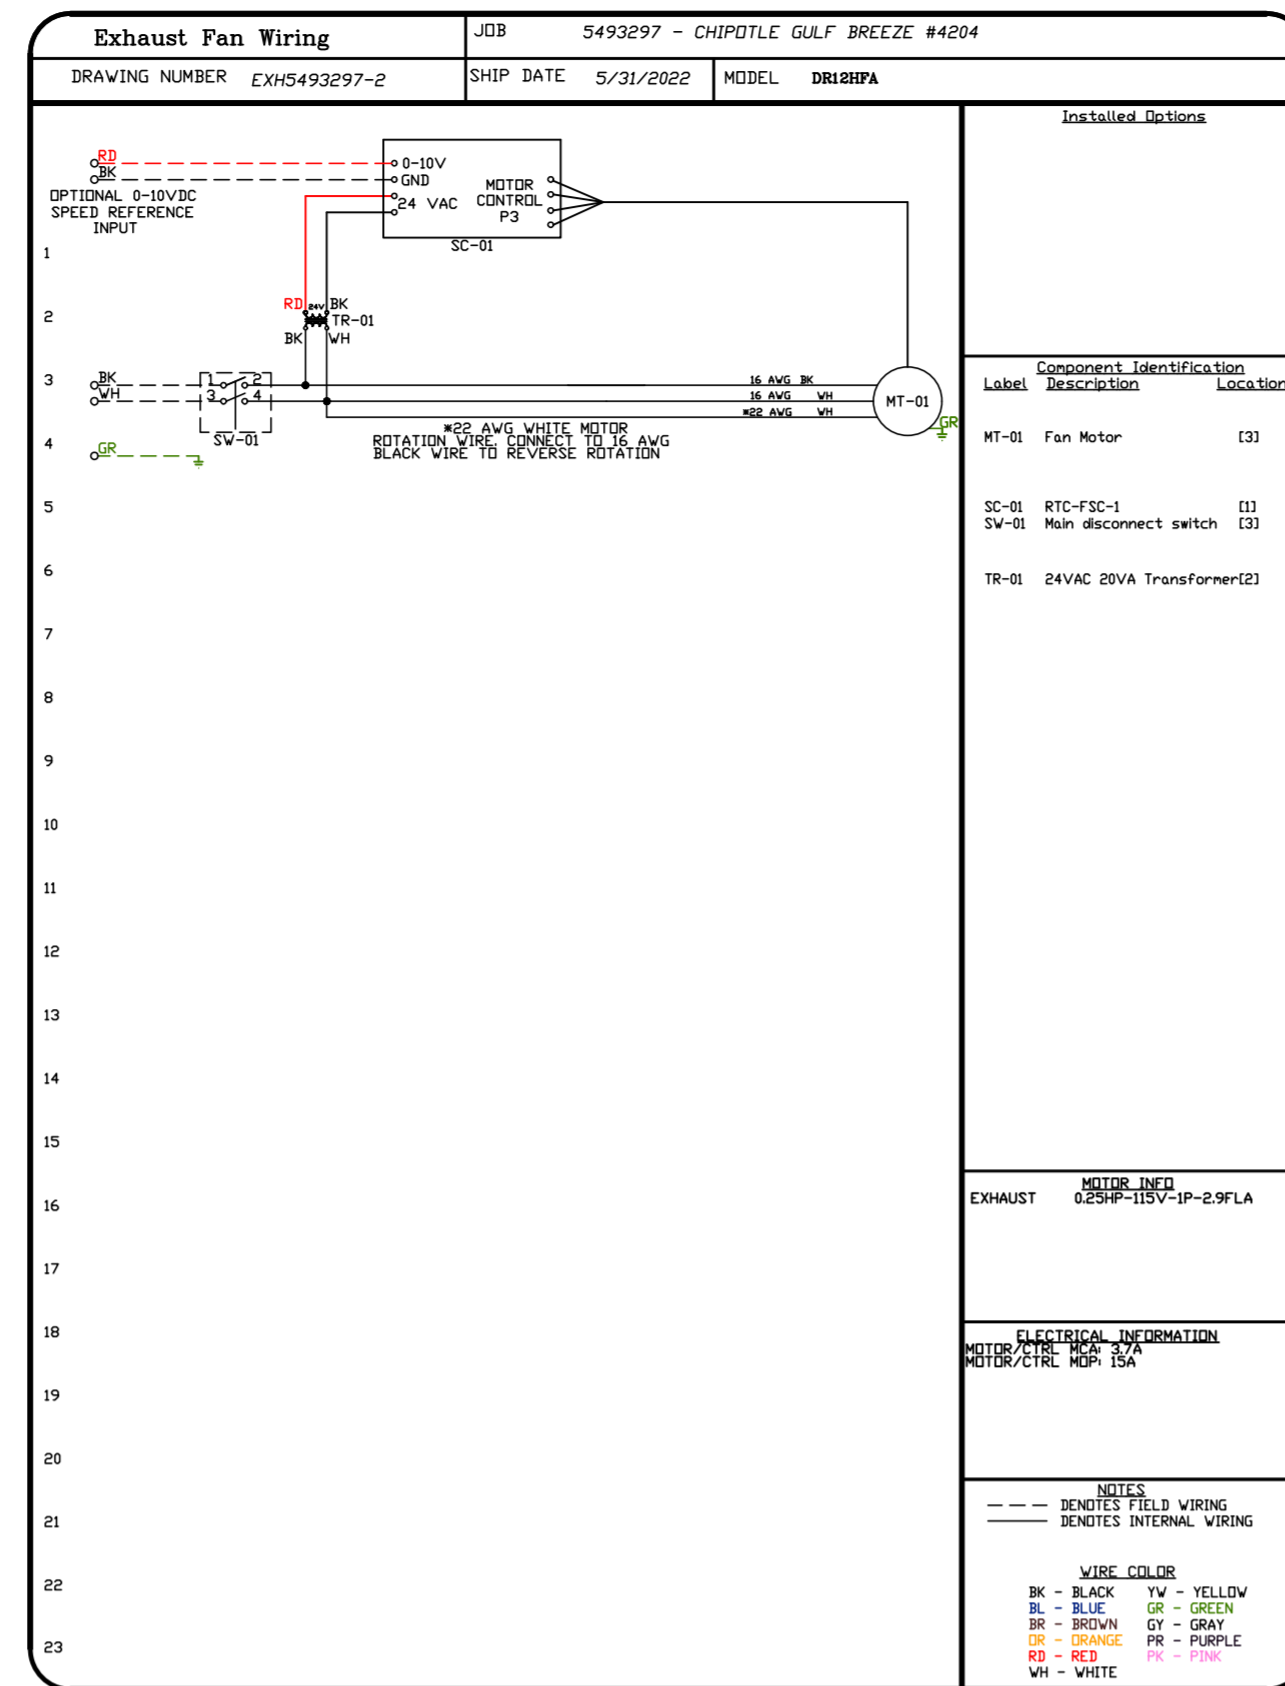 Exhaust Fan Wiring
JOB 5493297 - CHIPOTLE GULF BREEZE #4204
DRAWING NUMBER EXH5493297-2
SHIP DATE 5/31/2022
MODEL DR12HFA
RD
BK
OPTIONAL 0-10VDC
SPEED REFERENCE
INPUT
0-10V
GND
24 VAC
MOTOR
CONTROL
P3
SC-01
RD 24V BK
TR-01
BK WH
BK
WH
1 2
3 4
SW-01
GR
16 AWG BK
16 AWG WH
*22 AWG WH
MT-01
GR
*22 AWG WHITE MOTOR
ROTATION WIRE. CONNECT TO 16 AWG
BLACK WIRE TO REVERSE ROTATION
1
2
3
4
5
6
7
8
9
10
11
12
13
14
15
16
17
18
19
20
21
22
23
Installed Options
Component Identification
Label Description Location
MT-01 Fan Motor [3]
SC-01 RTC-FSC-1 [1]
SW-01 Main disconnect switch [3]
TR-01 24VAC 20VA Transformer[2]
MOTOR INFO
EXHAUST 0.25HP-115V-1P-2.9FLA
ELECTRICAL INFORMATION
MOTOR/CTRL MCA: 3.7A
MOTOR/CTRL MOP: 15A
NOTES
DENOTES FIELD WIRING
DENOTES INTERNAL WIRING
WIRE COLOR
BK - BLACK YW - YELLOW
BL - BLUE GR - GREEN
BR - BROWN GY - GRAY
OR - ORANGE PR - PURPLE
RD - RED PK - PINK
WH - WHITE